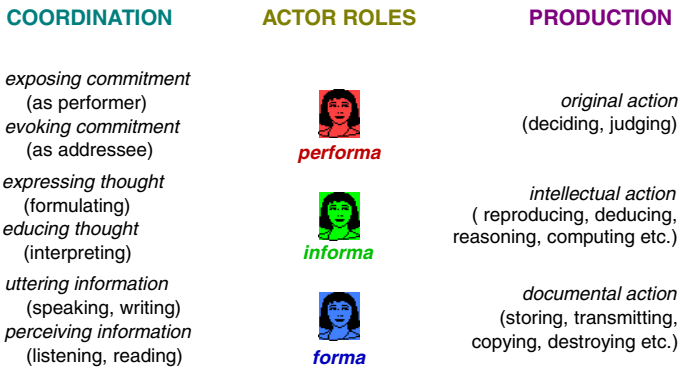 COORDINATION ACTOR ROLES PRODUCTION
exposing commitment
(as performer)
evoking commitment
(as addressee)
performa
original action
(deciding, judging)
expressing thought
(formulating)
educing thought
(interpreting)
informa
intellectual action
( reproducing, deducing,
reasoning, computing etc.)
uttering information
(speaking, writing)
perceiving information
(listening, reading)
forma
documental action
(storing, transmitting,
copying, destroying etc.)